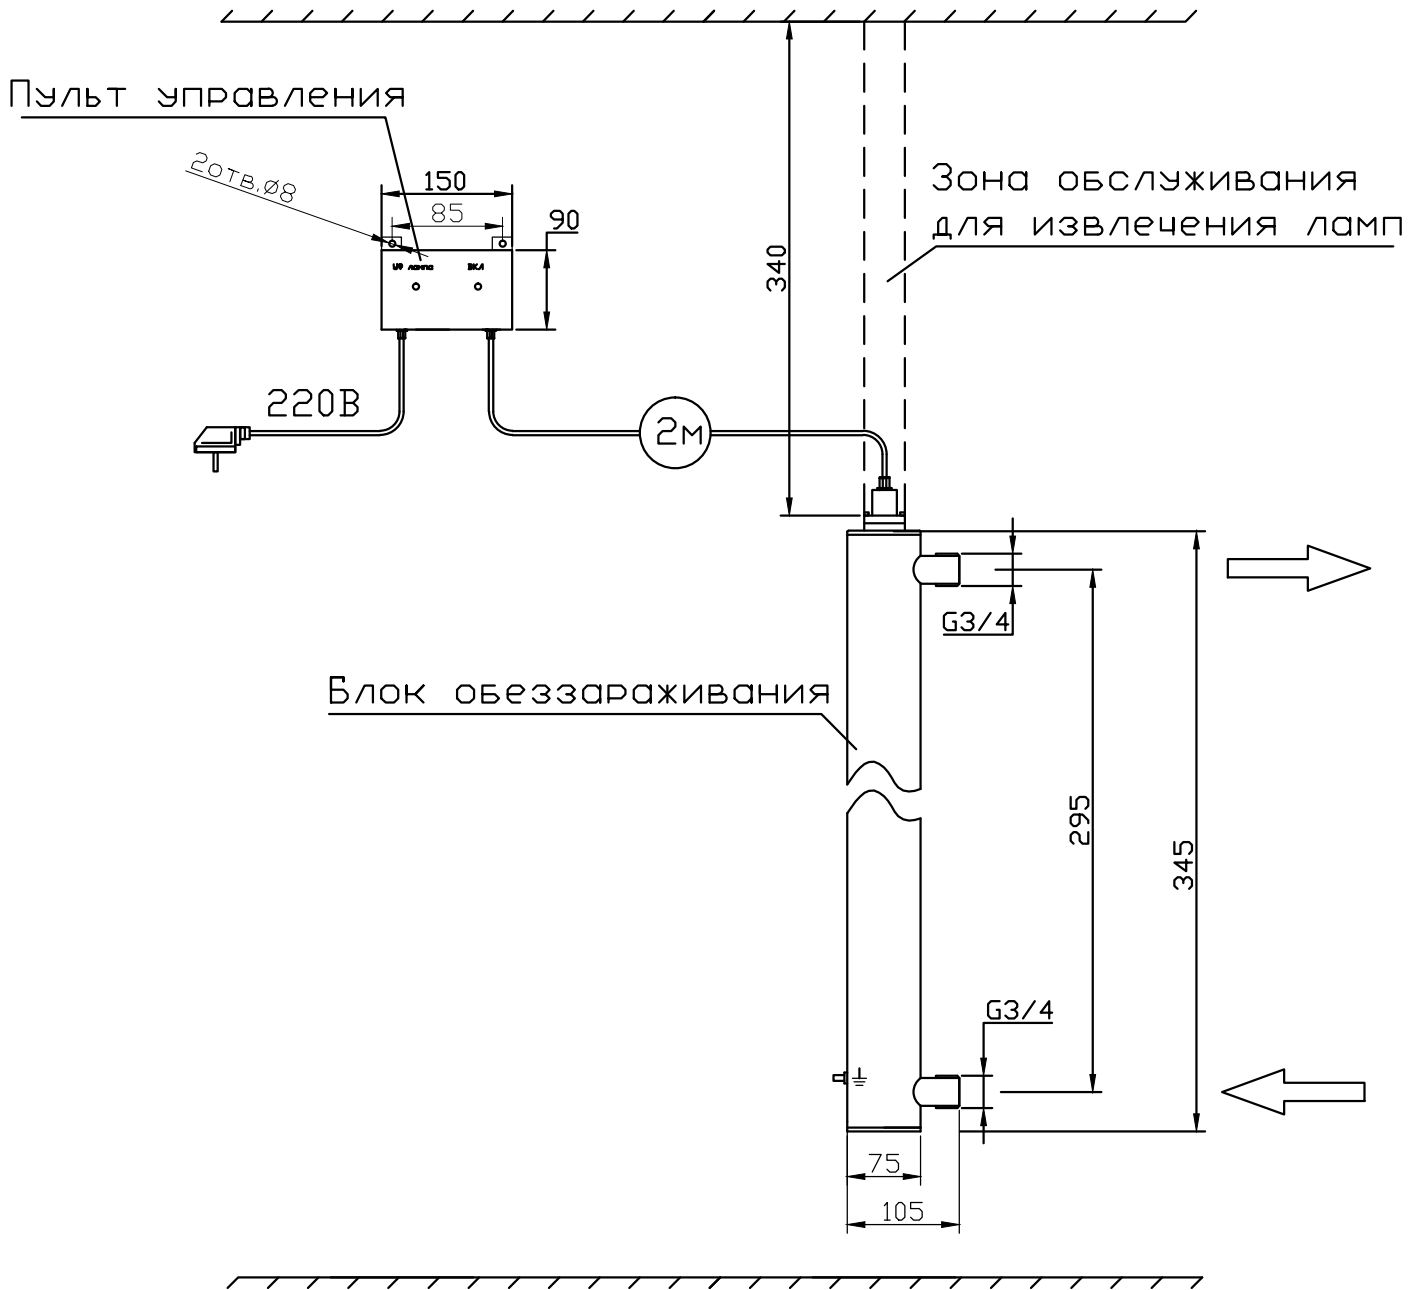 Пульт управления
2отв.ø8
150
85
90
УФ лампа
ВКЛ
Зона обслуживания
для извлечения ламп
340
220В
2м
G3/4
Блок обеззараживания
295
345
G3/4
75
105